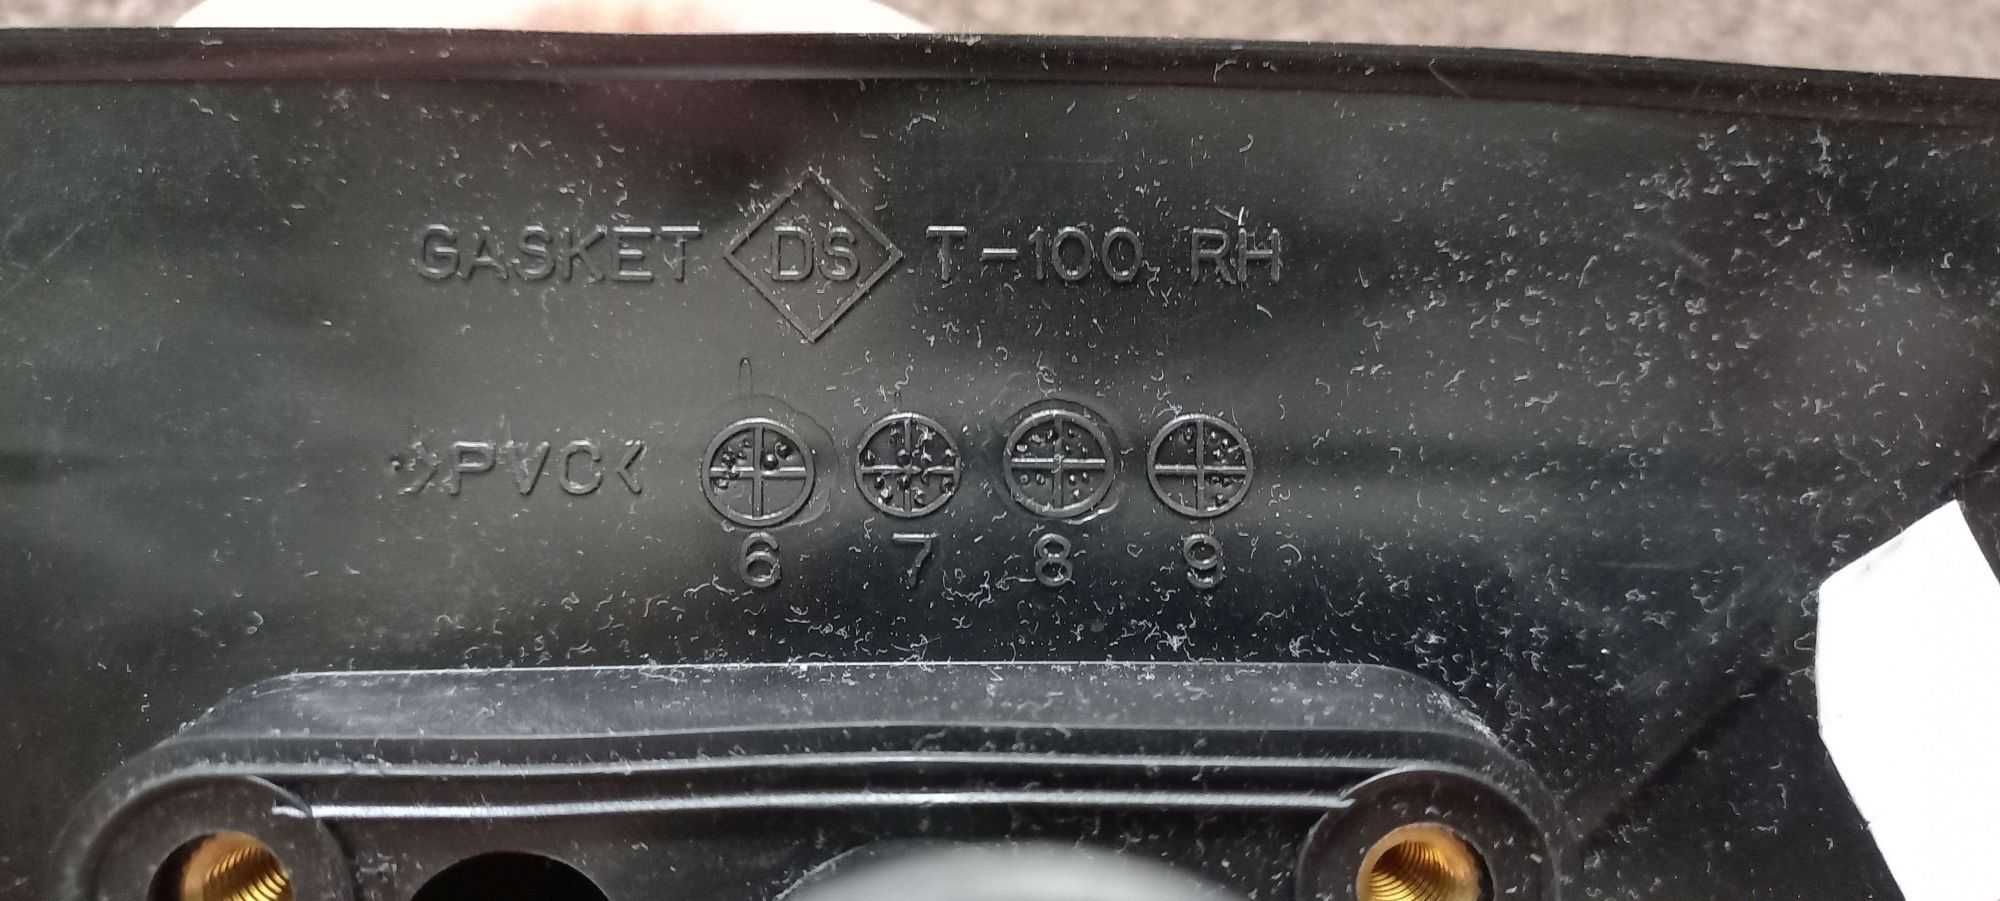 GASKET DS T-100 RH
>PVC<
6 7 8 9